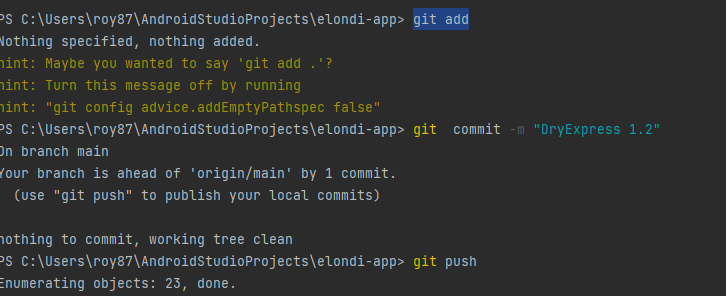 PS C:\Users\roy87\AndroidStudioProjects\elondi-app> git add
Nothing specified, nothing added.
hint: Maybe you wanted to say 'git add .'?
hint: Turn this message off by running
hint: "git config advice.addEmptyPathspec false"
PS C:\Users\roy87\AndroidStudioProjects\elondi-app> git  commit -m "DryExpress 1.2"
On branch main
Your branch is ahead of 'origin/main' by 1 commit.
  (use "git push" to publish your local commits)
nothing to commit, working tree clean
PS C:\Users\roy87\AndroidStudioProjects\elondi-app> git push
Enumerating objects: 23, done.